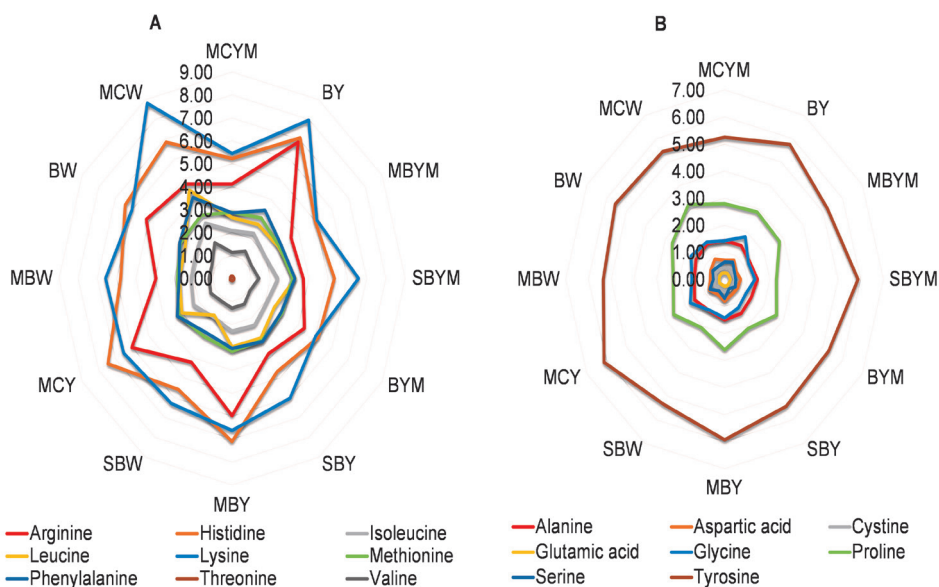 A
MCYM
BY
MBYM
SBYM
BYM
SBY
MBY
SBW
MCY
MBW
BW
MCW
9.00
8.00
7.00
6.00
5.00
4.00
3.00
2.00
1.00
0.00
Arginine Histidine Isoleucine
Leucine Lysine Methionine
Phenylalanine Threonine Valine
B
MCYM
BY
MBYM
SBYM
BYM
SBY
MBY
SBW
MCY
MBW
BW
MCW
7.00
6.00
5.00
4.00
3.00
2.00
1.00
0.00
Alanine Aspartic acid Cystine
Glutamic acid Glycine Proline
Serine Tyrosine